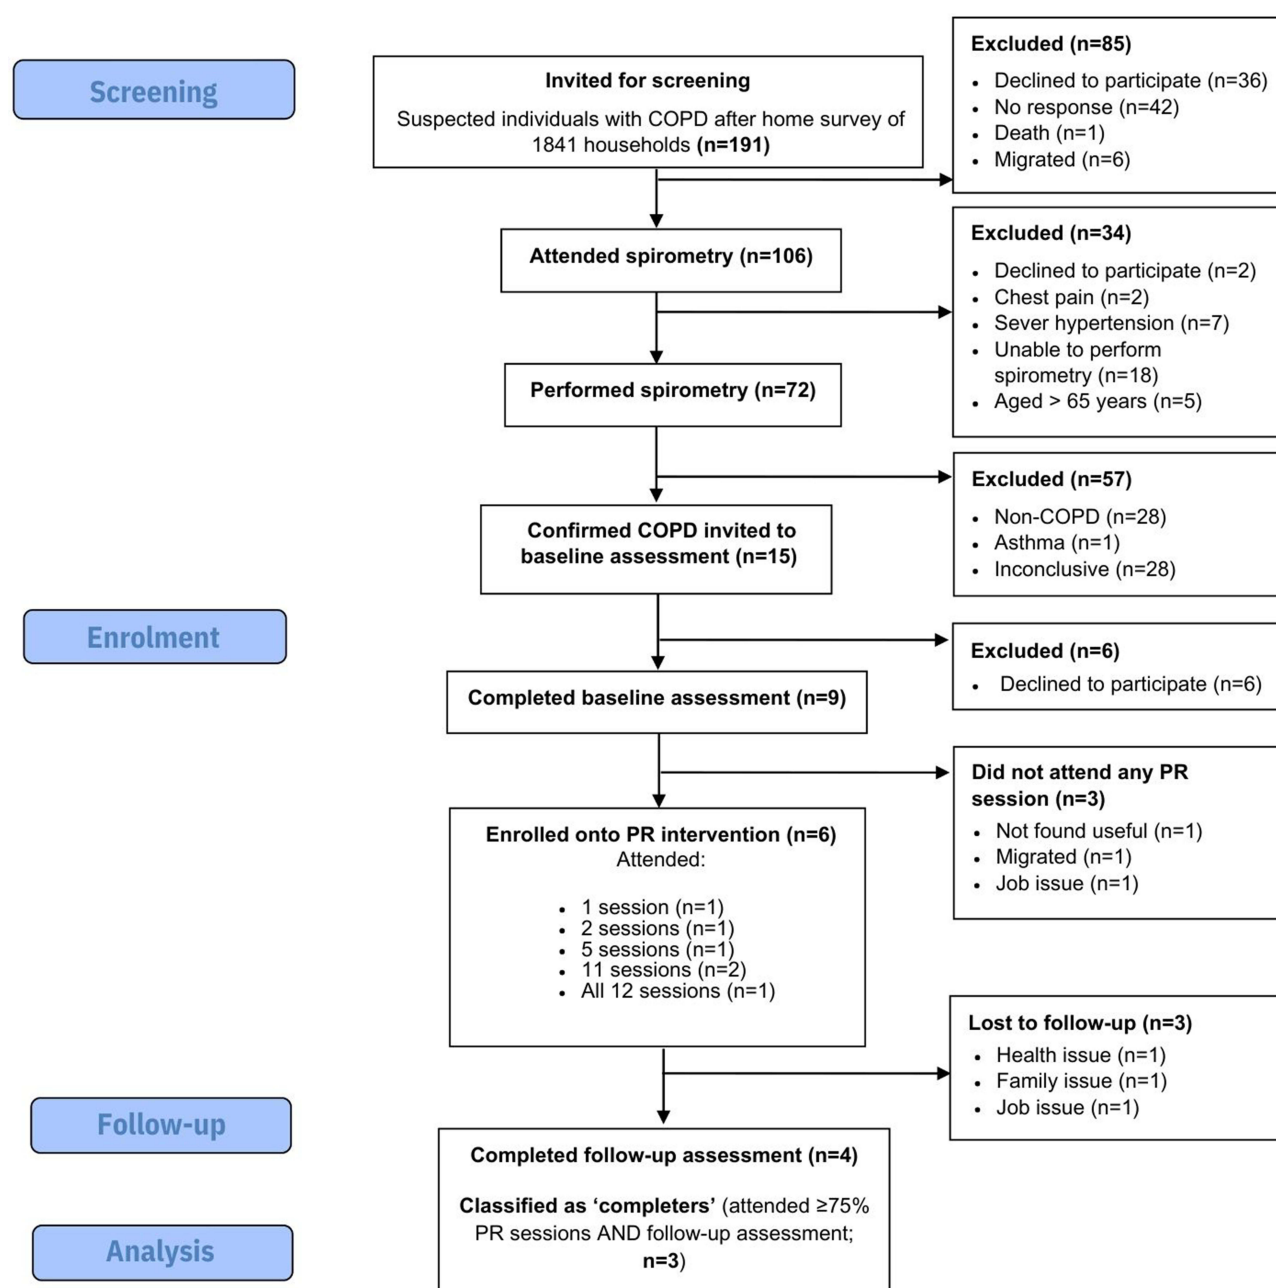 Screening
Invited for screening
Suspected individuals with COPD after home survey of
1841 households (n=191)
Excluded (n=85)
• Declined to participate (n=36)
• No response (n=42)
• Death (n=1)
• Migrated (n=6)
Attended spirometry (n=106)
Excluded (n=34)
• Declined to participate (n=2)
• Chest pain (n=2)
• Sever hypertension (n=7)
• Unable to perform
spirometry (n=18)
• Aged > 65 years (n=5)
Performed spirometry (n=72)
Excluded (n=57)
• Non-COPD (n=28)
• Asthma (n=1)
• Inconclusive (n=28)
Confirmed COPD invited to
baseline assessment (n=15)
Enrolment
Excluded (n=6)
• Declined to participate (n=6)
Completed baseline assessment (n=9)
Did not attend any PR
session (n=3)
• Not found useful (n=1)
• Migrated (n=1)
• Job issue (n=1)
Enrolled onto PR intervention (n=6)
Attended:
• 1 session (n=1)
• 2 sessions (n=1)
• 5 sessions (n=1)
• 11 sessions (n=2)
• All 12 sessions (n=1)
Lost to follow-up (n=3)
• Health issue (n=1)
• Family issue (n=1)
• Job issue (n=1)
Follow-up
Completed follow-up assessment (n=4)
Classified as ‘completers’ (attended ≥75%
PR sessions AND follow-up assessment;
n=3)
Analysis